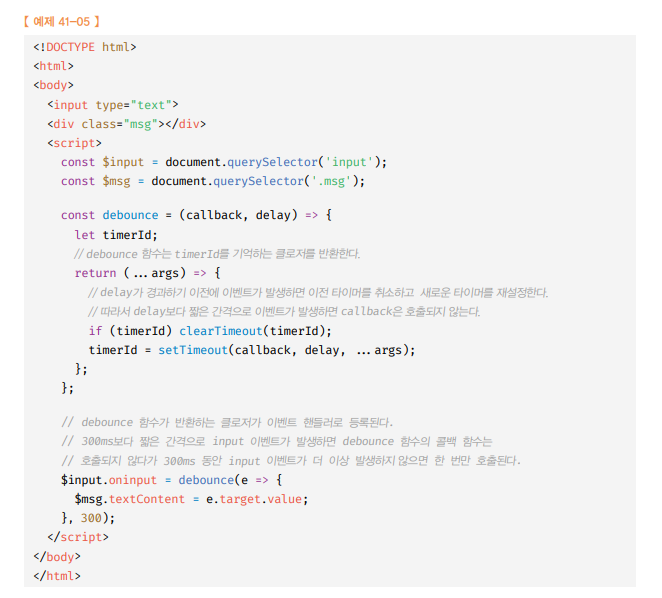 【 예제 41-05 】
<!DOCTYPE html>
<html>
<body>
  <input type="text">
  <div class="msg"></div>
  <script>
    const $input = document.querySelector('input');
    const $msg = document.querySelector('.msg');

    const debounce = (callback, delay) => {
      let timerId;
      // debounce 함수는 timerId를 기억하는 클로저를 반환한다.
      return (...args) => {
        // delay가 경과하기 이전에 이벤트가 발생하면 이전 타이머를 취소하고 새로운 타이머를 재설정한다.
        // 따라서 delay보다 짧은 간격으로 이벤트가 발생하면 callback은 호출되지 않는다.
        if (timerId) clearTimeout(timerId);
        timerId = setTimeout(callback, delay, ...args);
      };
    };

    // debounce 함수가 반환하는 클로저가 이벤트 핸들러로 등록된다.
    // 300ms보다 짧은 간격으로 input 이벤트가 발생하면 debounce 함수의 콜백 함수는
    // 호출되지 않다가 300ms 동안 input 이벤트가 더 이상 발생하지 않으면 한 번만 호출된다.
    $input.oninput = debounce(e => {
      $msg.textContent = e.target.value;
    }, 300);
  </script>
</body>
</html>